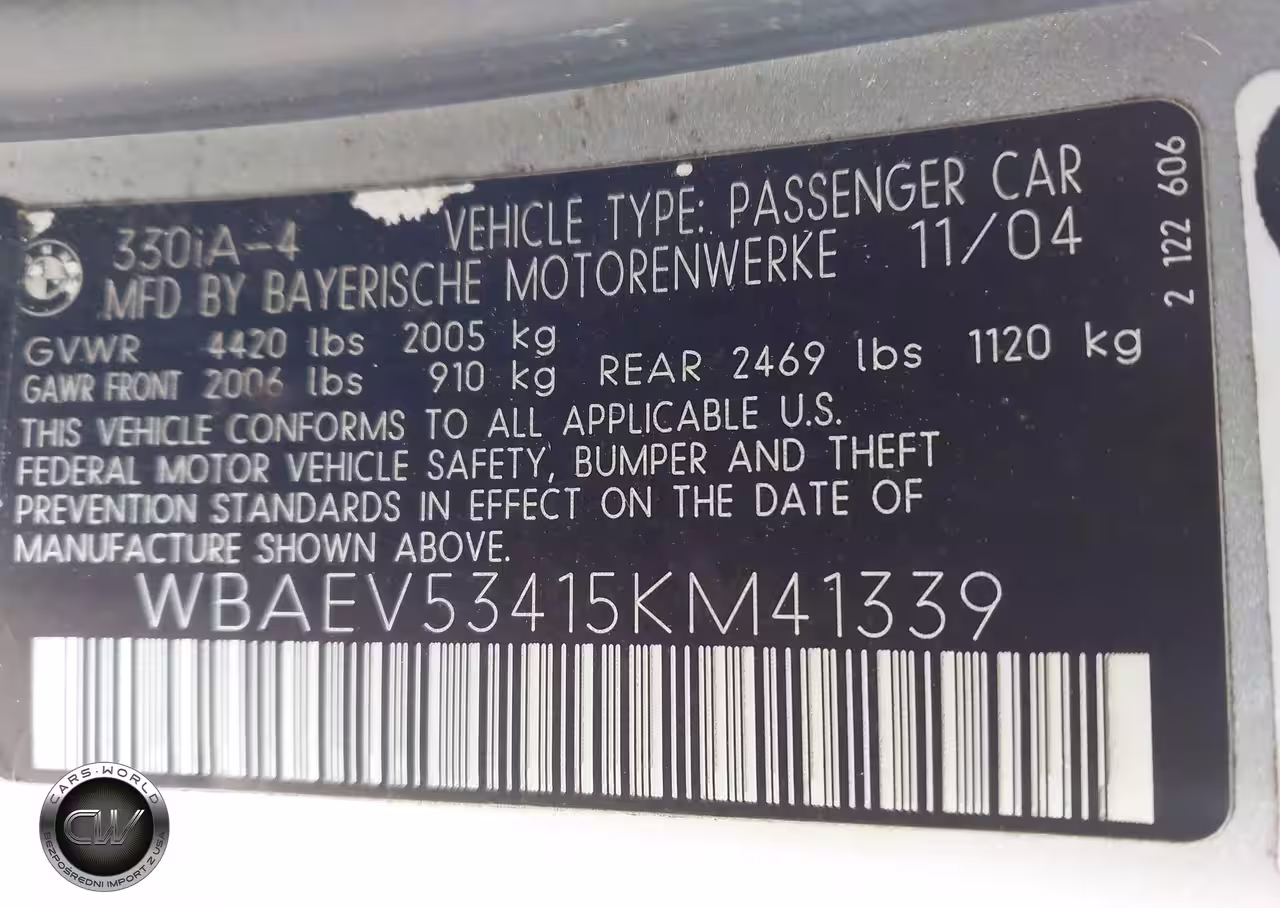 330iA-4 VEHICLE TYPE: PASSENGER CAR
MFD BY BAYERISCHE MOTORENWERKE 11/04
GVWR 4420 lbs 2005 kg
GAWR FRONT 2006 lbs 910 kg REAR 2469 lbs 1120 kg
THIS VEHICLE CONFORMS TO ALL APPLICABLE U.S.
FEDERAL MOTOR VEHICLE SAFETY, BUMPER AND THEFT
PREVENTION STANDARDS IN EFFECT ON THE DATE OF
MANUFACTURE SHOWN ABOVE.
WBAEV53415KM41339
2 122 606
CARS·WORLD
CW
BEZPOŚREDNI IMPORT Z USA